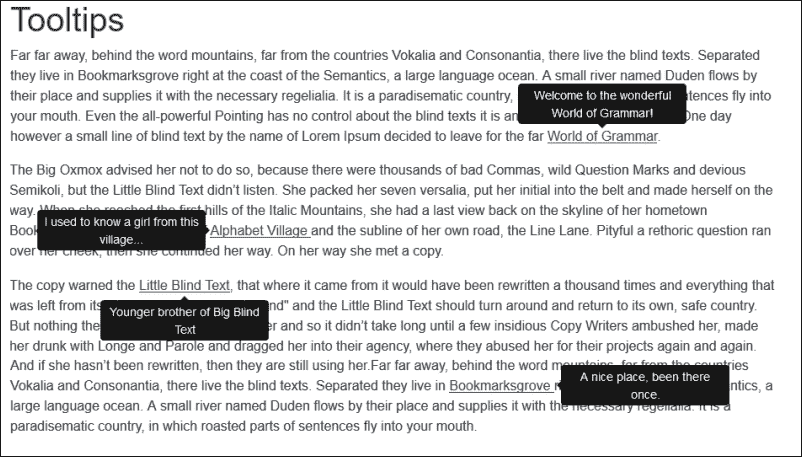 Tooltips
Far far away, behind the word mountains, far from the countries Vokalia and Consonantia, there live the blind texts. Separated
they live in Bookmarksgrove right at the coast of the Semantics, a large language ocean. A small river named Duden flows by
their place and supplies it with the necessary regelialia. It is a paradisematic country, tences fly into
Welcome to the wonderful
World of Grammar!
your mouth. Even the all-powerful Pointing has no control about the blind texts it is an One day
however a small line of blind text by the name of Lorem Ipsum decided to leave for the far World of Grammar.
The Big Oxmox advised her not to do so, because there were thousands of bad Commas, wild Question Marks and devious
Semikoli, but the Little Blind Text didn't listen. She packed her seven versalia, put her initial into the belt and made herself on the
way. When she reached the first hills of the Italic Mountains, she had a last view back on the skyline of her hometown
I used to know a girl from this
village...
Book Alphabet Village and the subline of her own road, the Line Lane. Pityful a rethoric question ran
over her cheek, then she continued her way. On her way she met a copy.
The copy warned the Little Blind Text, that where it came from it would have been rewritten a thousand times and everything that
was left from its nd" and the Little Blind Text should turn around and return to its own, safe country.
Younger brother of Big Blind
Text
But nothing the er and so it didn't take long until a few insidious Copy Writers ambushed her, made
her drunk with Longe and Parole and dragged her into their agency, where they abused her for their projects again and again.
And if she hasn't been rewritten, then they are still using her.Far far away, behind the word mountains, far from the countries
Vokalia and Consonantia, there live the blind texts. Separated they live in Bookmarksgrove antics, a
A nice place, been there
once.
large language ocean. A small river named Duden flows by their place and supplies it with the necessary regelialia. It is a
paradisematic country, in which roasted parts of sentences fly into your mouth.